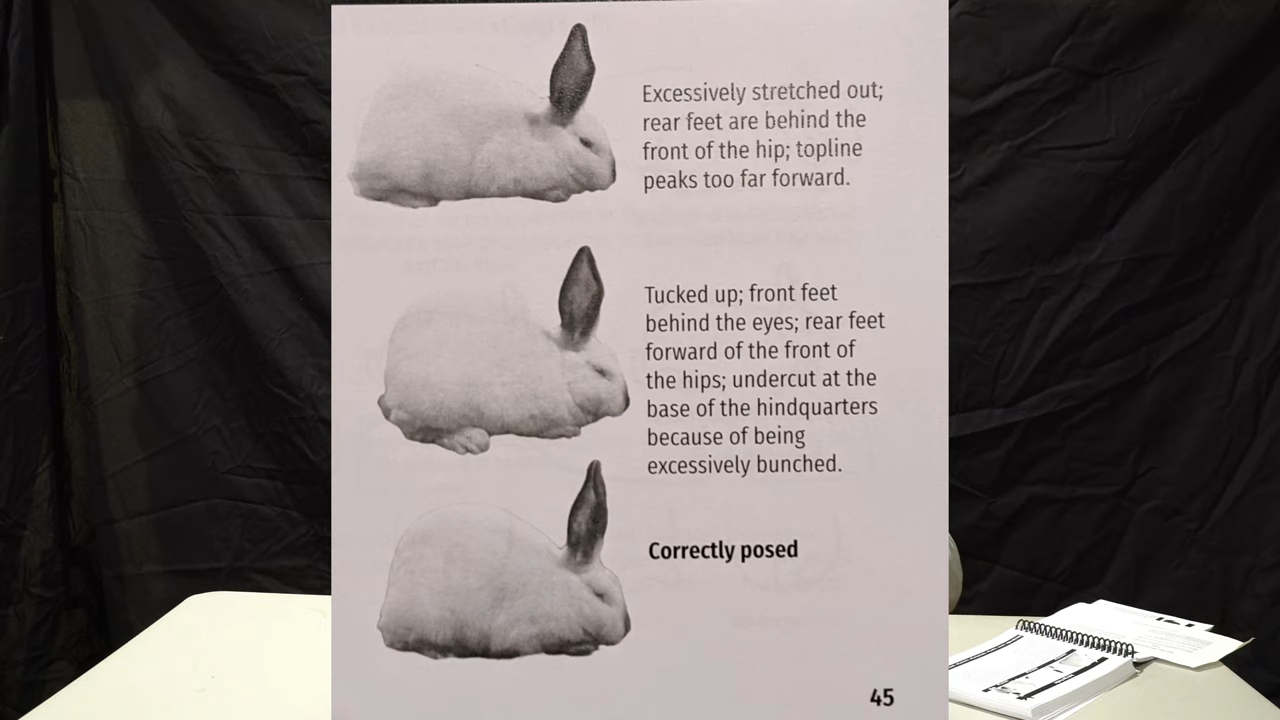 Excessively stretched out;
rear feet are behind the
front of the hip; topline
peaks too far forward.
Tucked up; front feet
behind the eyes; rear feet
forward of the front of
the hips; undercut at the
base of the hindquarters
because of being
excessively bunched.
Correctly posed
45